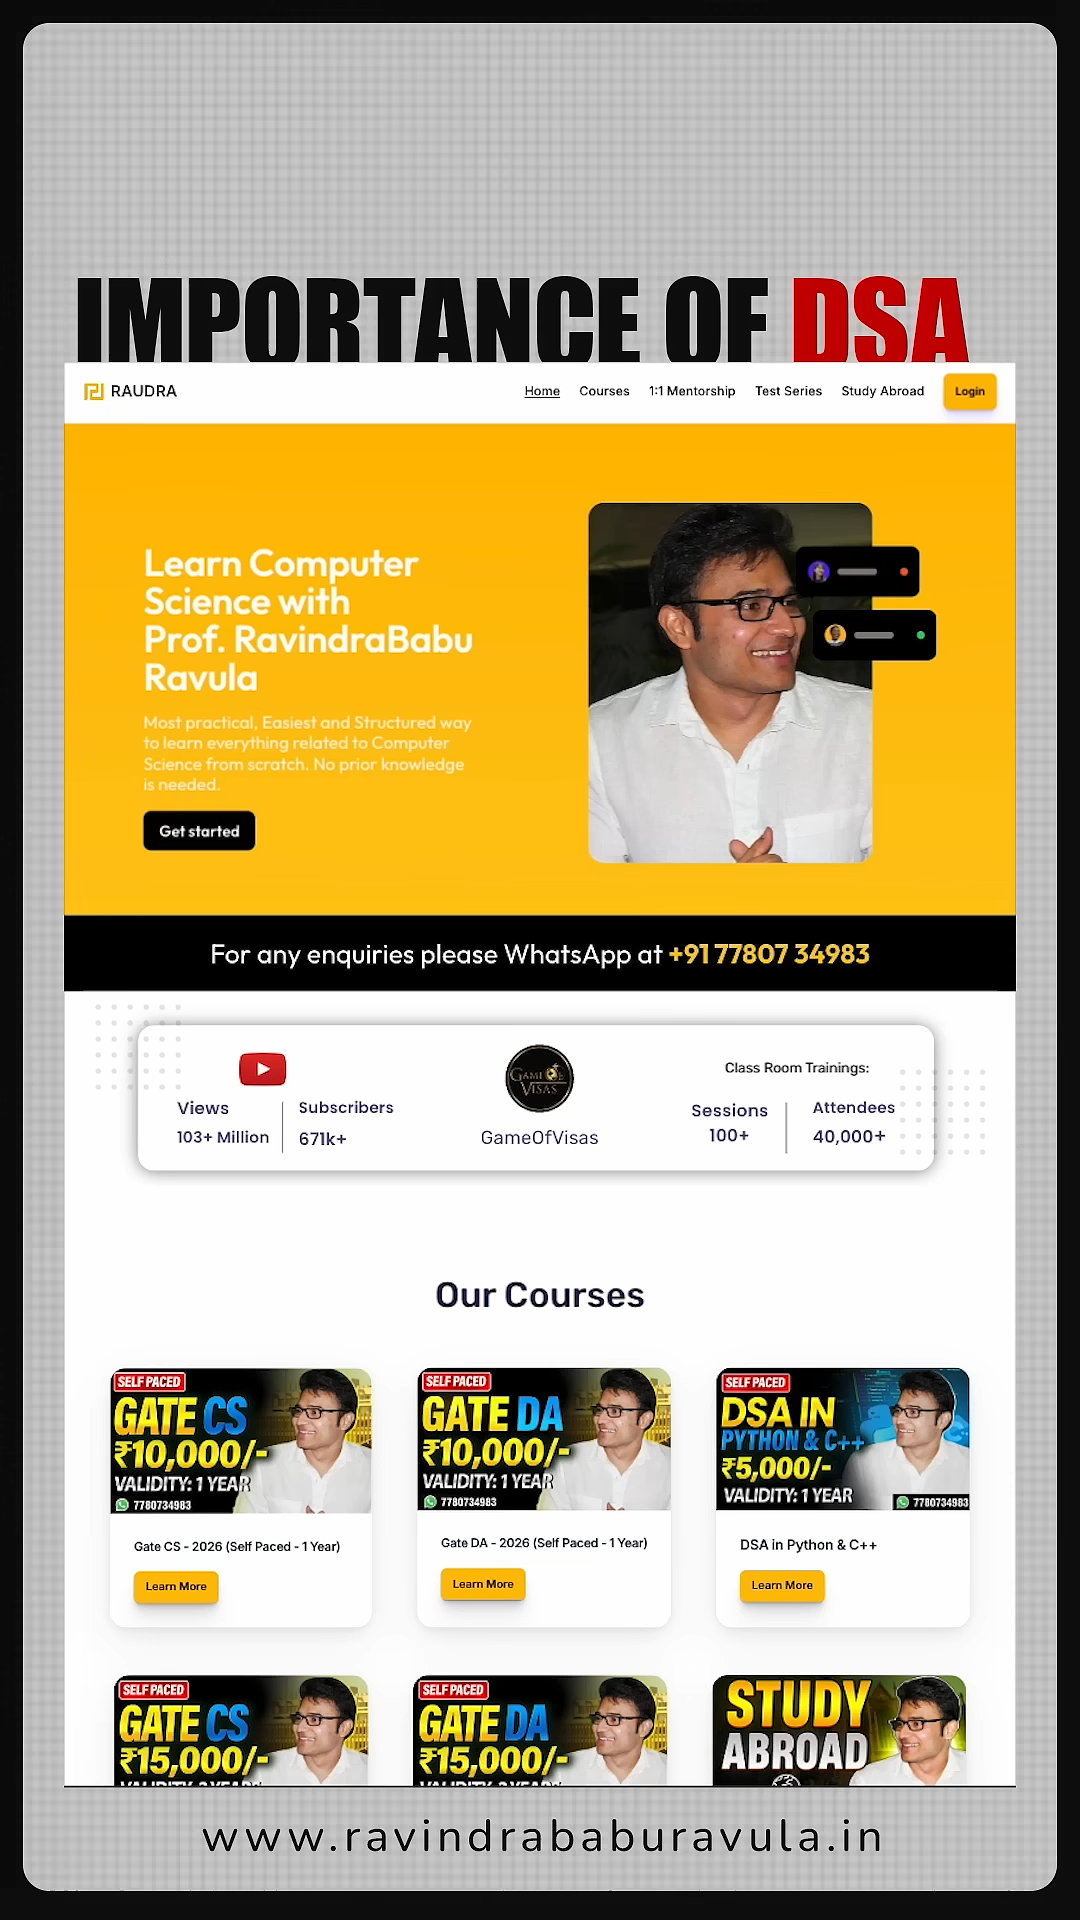 IMPORTANCE OF DSA
RAUDRA
Home Courses 1:1 Mentorship Test Series Study Abroad Login
Learn Computer
Science with
Prof. RavindraBabu
Ravula
Most practical, Easiest and Structured way
to learn everything related to Computer
Science from scratch. No prior knowledge
is needed.
Get started
For any enquiries please WhatsApp at +91 77807 34983
Views
103+ Million
Subscribers
671k+
GAME OF
VISAS
GameOfVisas
Class Room Trainings:
Sessions
100+
Attendees
40,000+
Our Courses
SELF PACED
GATE CS
₹10,000/-
VALIDITY: 1 YEAR
7780734983
Gate CS - 2026 (Self Paced - 1 Year)
Learn More
SELF PACED
GATE DA
₹10,000/-
VALIDITY: 1 YEAR
7780734983
Gate DA - 2026 (Self Paced - 1 Year)
Learn More
SELF PACED
DSA IN
PYTHON & C++
₹5,000/-
VALIDITY: 1 YEAR
7780734983
DSA in Python & C++
Learn More
SELF PACED
GATE CS
₹15,000/-
SELF PACED
GATE DA
₹15,000/-
STUDY
ABROAD
www.ravindrababuravula.in